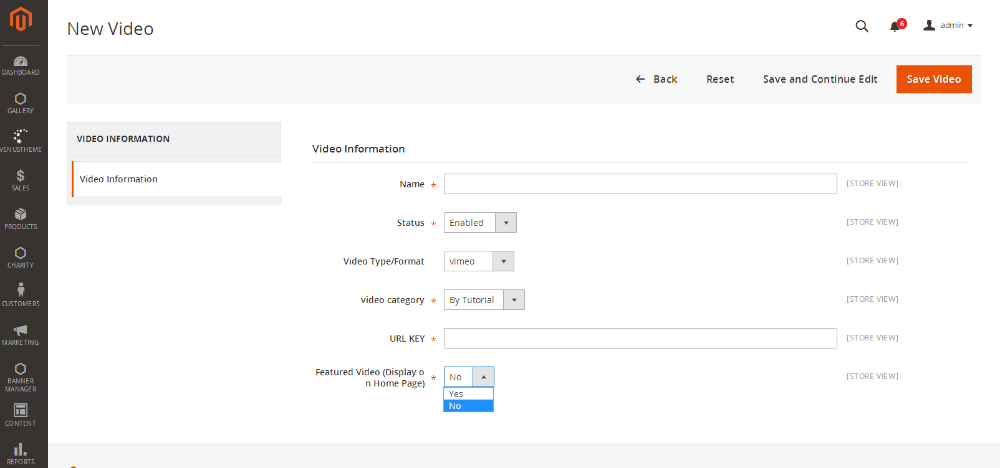 New Video
6
admin
DASHBOARD
GALLERY
VENUSTHEME
SALES
PRODUCTS
CHARITY
CUSTOMERS
MARKETING
BANNER
MANAGER
CONTENT
REPORTS
Back Reset Save and Continue Edit Save Video
VIDEO INFORMATION
Video Information
Video Information
Name * [STORE VIEW]
Status * Enabled [STORE VIEW]
Video Type/Format vimeo [STORE VIEW]
video category * By Tutorial [STORE VIEW]
URL KEY * [STORE VIEW]
Featured Video (Display o
n Home Page) * No [STORE VIEW]
Yes
No